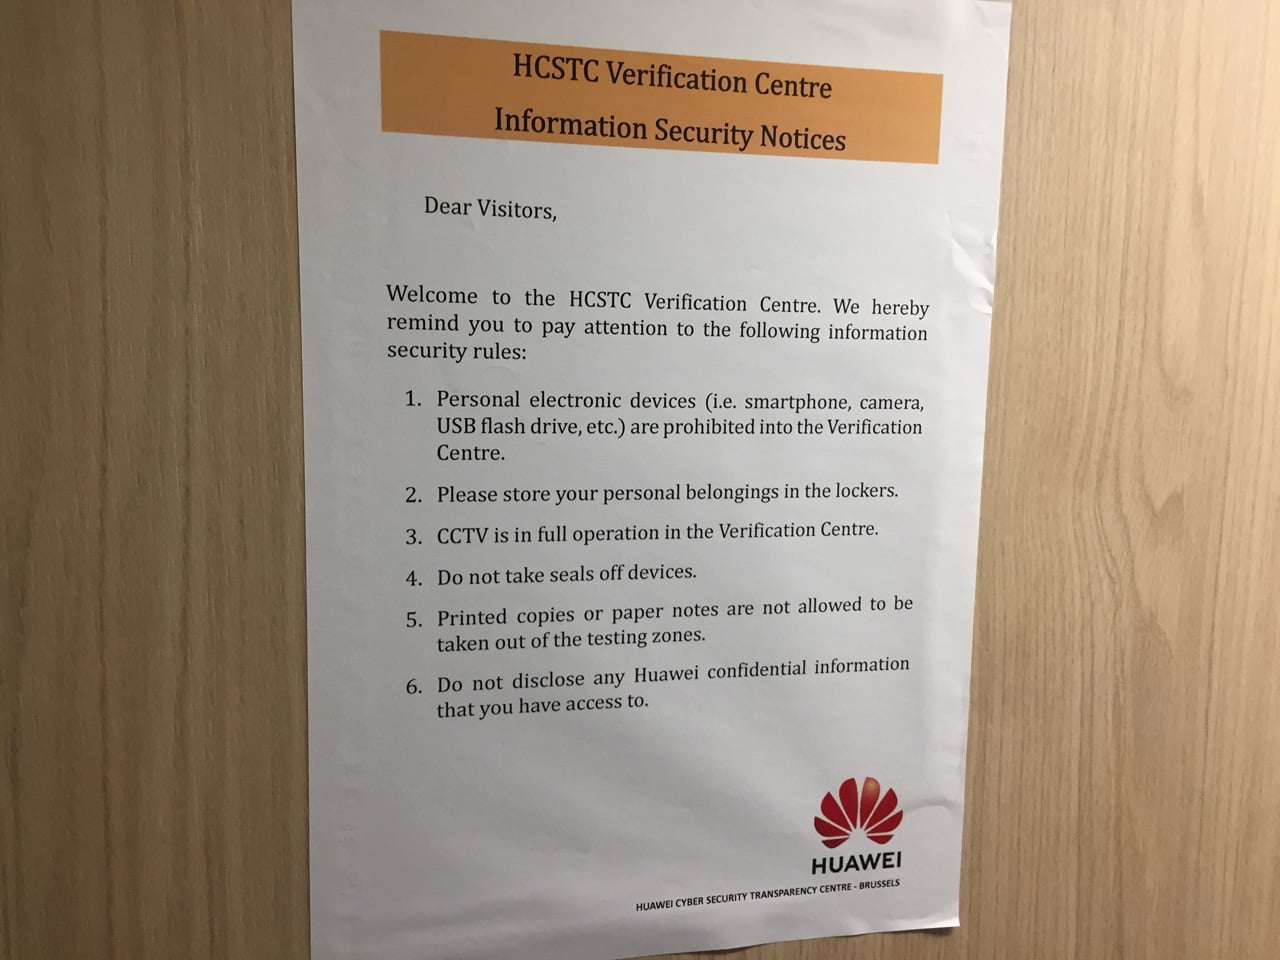 HCSTC Verification Centre
Information Security Notices
Dear Visitors,
Welcome to the HCSTC Verification Centre. We hereby
remind you to pay attention to the following information
security rules:
1. Personal electronic devices (i.e. smartphone, camera,
USB flash drive, etc.) are prohibited into the Verification
Centre.
2. Please store your personal belongings in the lockers.
3. CCTV is in full operation in the Verification Centre.
4. Do not take seals off devices.
5. Printed copies or paper notes are not allowed to be
taken out of the testing zones.
6. Do not disclose any Huawei confidential information
that you have access to.
HUAWEI
HUAWEI CYBER SECURITY TRANSPARENCY CENTRE - BRUSSELS